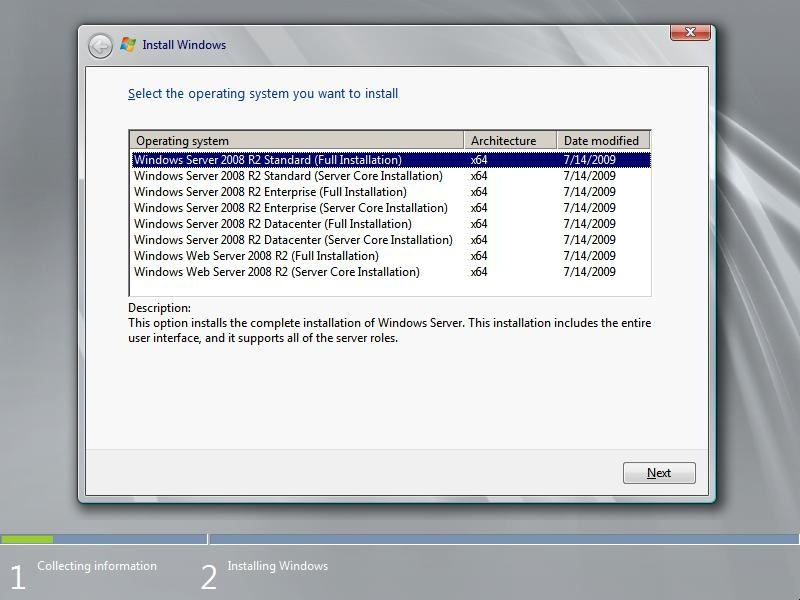 Install Windows
Select the operating system you want to install
Operating system Architecture Date modified
Windows Server 2008 R2 Standard (Full Installation) x64 7/14/2009
Windows Server 2008 R2 Standard (Server Core Installation) x64 7/14/2009
Windows Server 2008 R2 Enterprise (Full Installation) x64 7/14/2009
Windows Server 2008 R2 Enterprise (Server Core Installation) x64 7/14/2009
Windows Server 2008 R2 Datacenter (Full Installation) x64 7/14/2009
Windows Server 2008 R2 Datacenter (Server Core Installation) x64 7/14/2009
Windows Web Server 2008 R2 (Full Installation) x64 7/14/2009
Windows Web Server 2008 R2 (Server Core Installation) x64 7/14/2009
Description:
This option installs the complete installation of Windows Server. This installation includes the entire
user interface, and it supports all of the server roles.
Next
1 Collecting information 2 Installing Windows